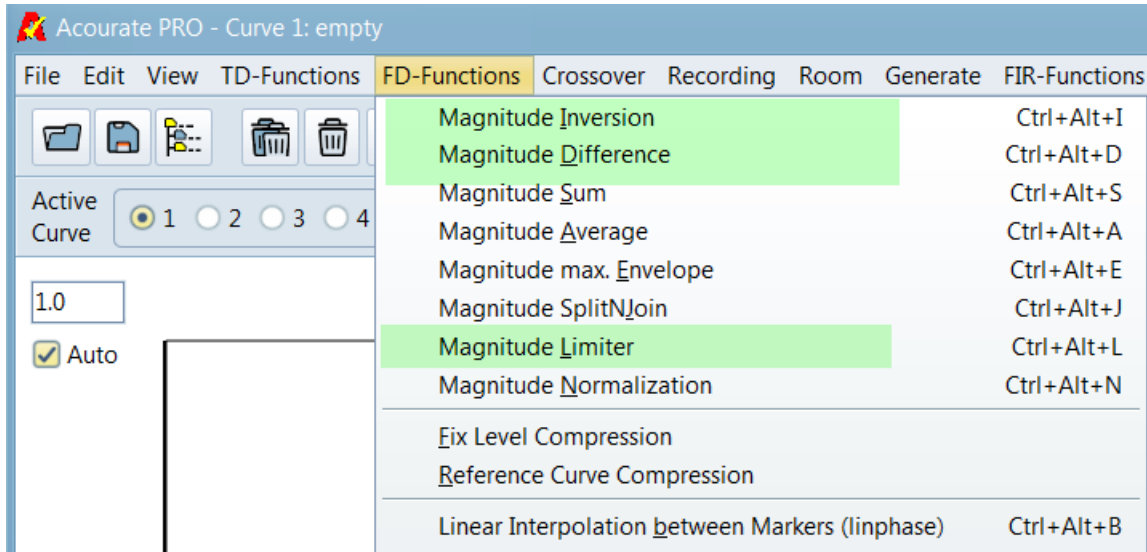 Acourate PRO - Curve 1: empty
File Edit View TD-Functions FD-Functions Crossover Recording Room Generate FIR-Functions
Magnitude Inversion Ctrl+Alt+I
Magnitude Difference Ctrl+Alt+D
Magnitude Sum Ctrl+Alt+S
Active Curve 1 2 3 4
Magnitude Average Ctrl+Alt+A
Magnitude max. Envelope Ctrl+Alt+E
1.0
Magnitude SplitNJoin Ctrl+Alt+J
Auto
Magnitude Limiter Ctrl+Alt+L
Magnitude Normalization Ctrl+Alt+N
Fix Level Compression
Reference Curve Compression
Linear Interpolation between Markers (linphase) Ctrl+Alt+B